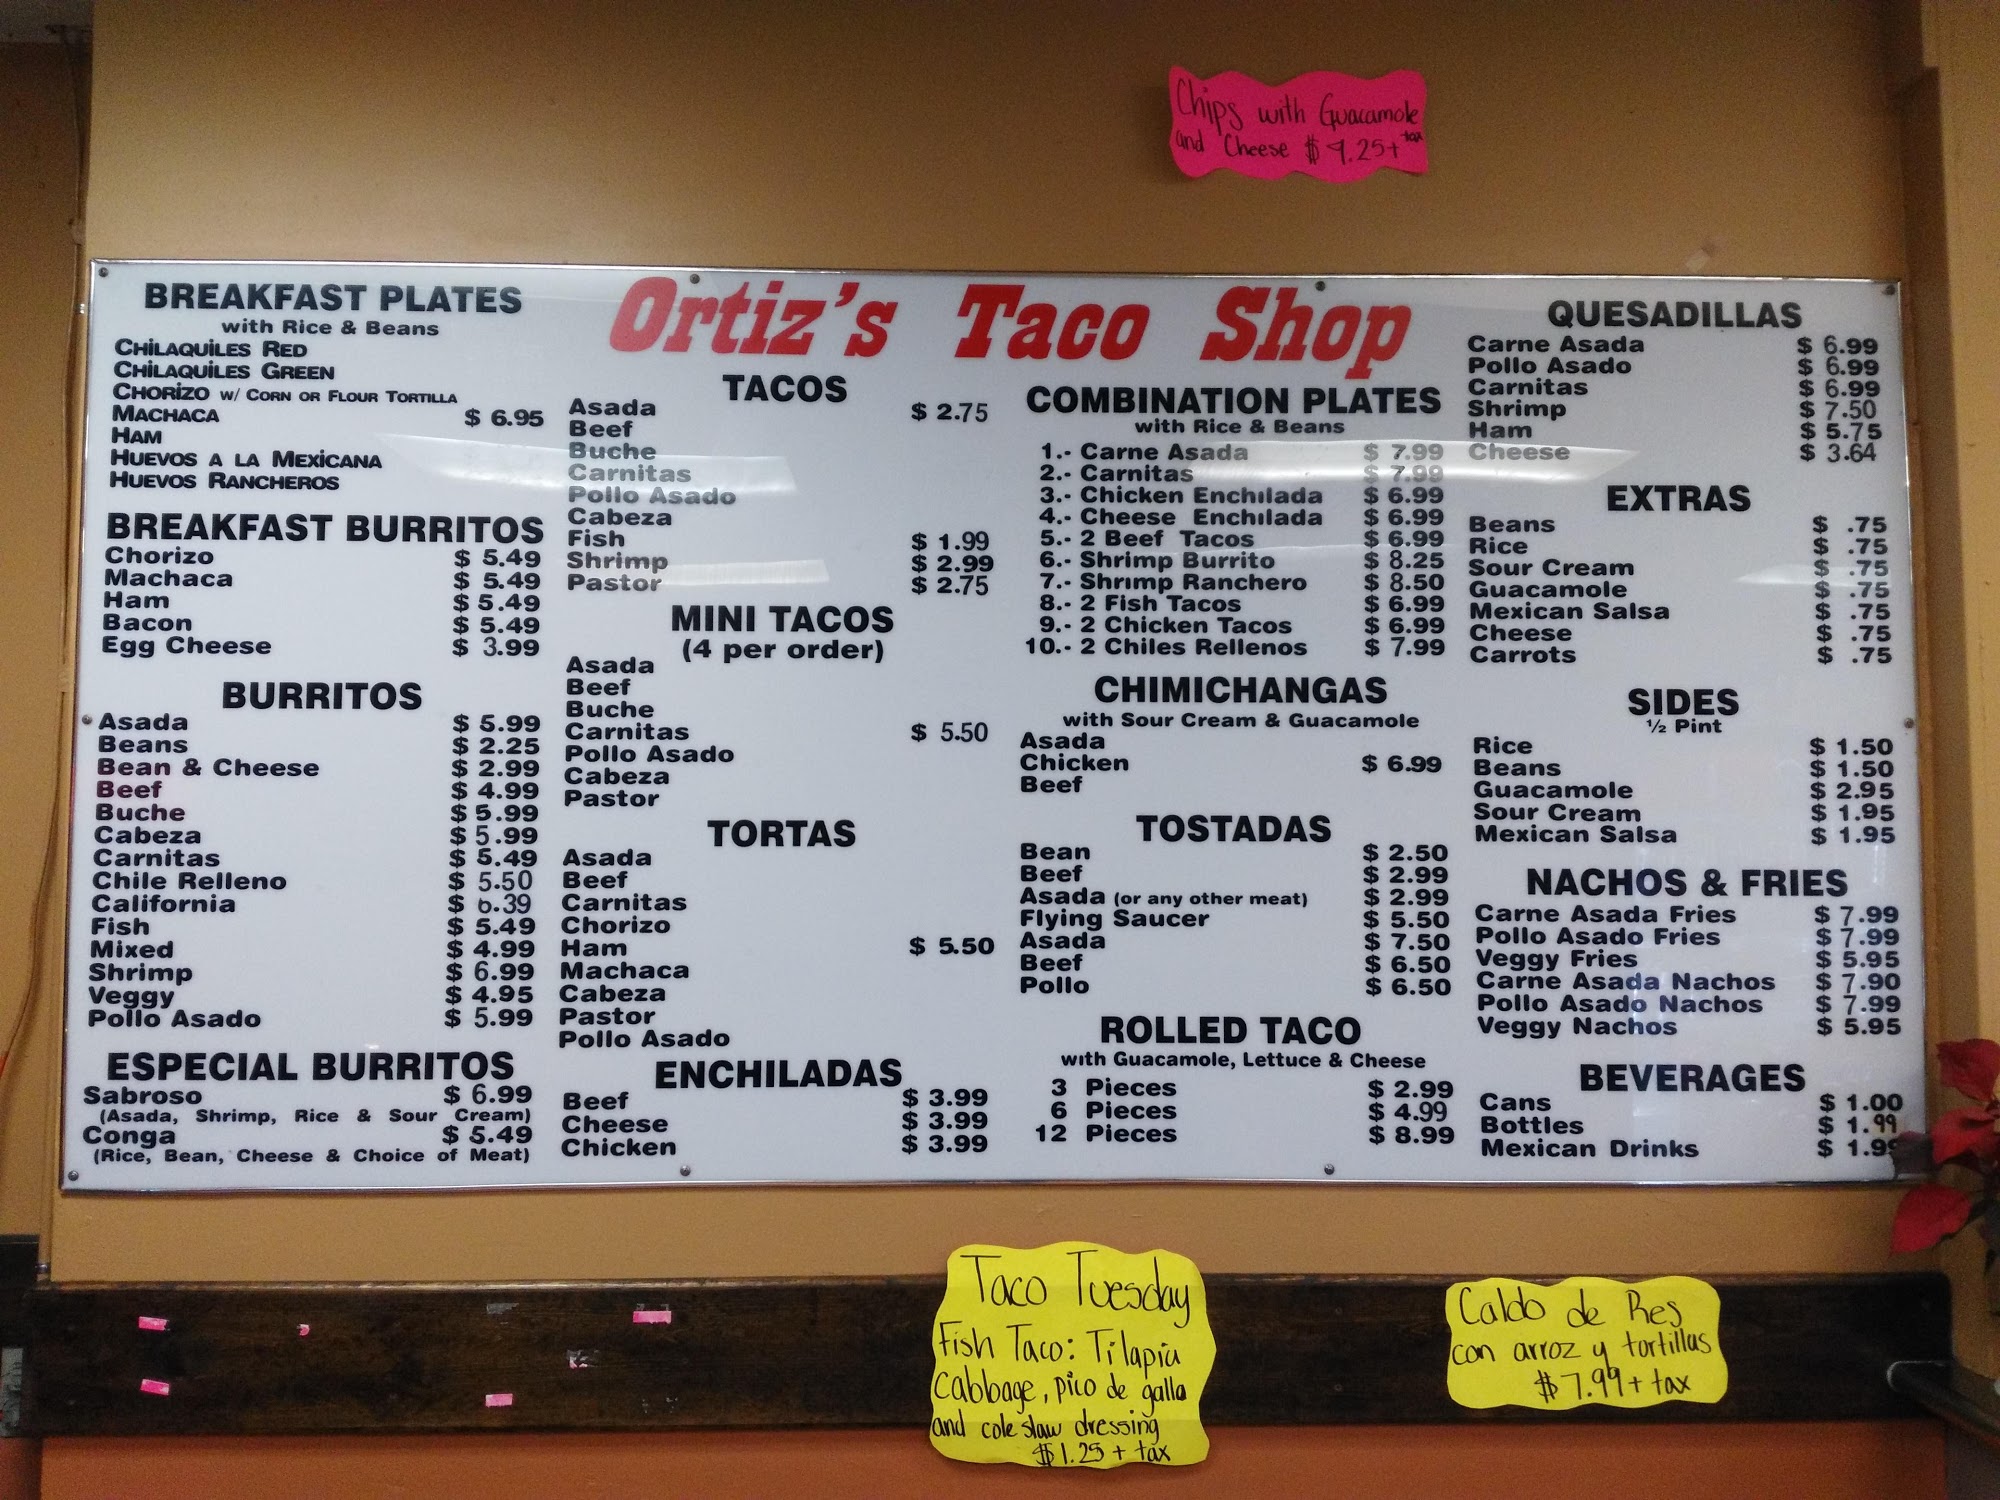 Chips with Guacamole
and Cheese $ 4.25+ tax
Ortiz's Taco Shop
BREAKFAST PLATES
with Rice & Beans
CHILAQUILES RED
CHILAQUILES GREEN
CHORIZO W/ CORN OR FLOUR TORTILLA
MACHACA $ 6.95
HAM
HUEVOS A LA MEXICANA
HUEVOS RANCHEROS
BREAKFAST BURRITOS
Chorizo $ 5.49
Machaca $ 5.49
Ham $ 5.49
Bacon $ 5.49
Egg Cheese $ 3.99
BURRITOS
Asada $ 5.99
Beans $ 2.25
Bean & Cheese $ 2.99
Beef $ 4.99
Buche $ 5.99
Cabeza $ 5.99
Carnitas $ 5.49
Chile Relleno $ 5.50
California $ 6.39
Fish $ 5.49
Mixed $ 4.99
Shrimp $ 6.99
Veggy $ 4.95
Pollo Asado $ 5.99
ESPECIAL BURRITOS
Sabroso $ 6.99
(Asada, Shrimp, Rice & Sour Cream)
Conga $ 5.49
(Rice, Bean, Cheese & Choice of Meat)
TACOS
Asada $ 2.75
Beef
Buche
Carnitas
Pollo Asado
Cabeza
Fish $ 1.99
Shrimp $ 2.99
Pastor $ 2.75
MINI TACOS
(4 per order)
Asada
Beef
Buche
Carnitas $ 5.50
Pollo Asado
Cabeza
Pastor
TORTAS
Asada
Beef
Carnitas
Chorizo
Ham $ 5.50
Machaca
Cabeza
Pastor
Pollo Asado
ENCHILADAS
Beef $ 3.99
Cheese $ 3.99
Chicken $ 3.99
COMBINATION PLATES
with Rice & Beans
1.- Carne Asada $ 7.99
2.- Carnitas $ 7.99
3.- Chicken Enchilada $ 6.99
4.- Cheese Enchilada $ 6.99
5.- 2 Beef Tacos $ 6.99
6.- Shrimp Burrito $ 8.25
7.- Shrimp Ranchero $ 8.50
8.- 2 Fish Tacos $ 6.99
9.- 2 Chicken Tacos $ 6.99
10.- 2 Chiles Rellenos $ 7.99
CHIMICHANGAS
with Sour Cream & Guacamole
Asada
Chicken $ 6.99
Beef
TOSTADAS
Bean $ 2.50
Beef $ 2.99
Asada (or any other meat) $ 2.99
Flying Saucer $ 5.50
Asada $ 7.50
Beef $ 6.50
Pollo $ 6.50
ROLLED TACO
with Guacamole, Lettuce & Cheese
3 Pieces $ 2.99
6 Pieces $ 4.99
12 Pieces $ 8.99
QUESADILLAS
Carne Asada $ 6.99
Pollo Asado $ 6.99
Carnitas $ 6.99
Shrimp $ 7.50
Ham $ 5.75
Cheese $ 3.64
EXTRAS
Beans $ .75
Rice $ .75
Sour Cream $ .75
Guacamole $ .75
Mexican Salsa $ .75
Cheese $ .75
Carrots $ .75
SIDES
½ Pint
Rice $ 1.50
Beans $ 1.50
Guacamole $ 2.95
Sour Cream $ 1.95
Mexican Salsa $ 1.95
NACHOS & FRIES
Carne Asada Fries $ 7.99
Pollo Asado Fries $ 7.99
Veggy Fries $ 5.95
Carne Asada Nachos $ 7.90
Pollo Asado Nachos $ 7.99
Veggy Nachos $ 5.95
BEVERAGES
Cans $ 1.00
Bottles $ 1.99
Mexican Drinks $ 1.99
Taco Tuesday
Fish Taco: Tilapia
Cabbage, pico de gallo
and cole slaw dressing
$1.25 + tax
Caldo de Res
con arroz y tortillas
$7.99 + tax